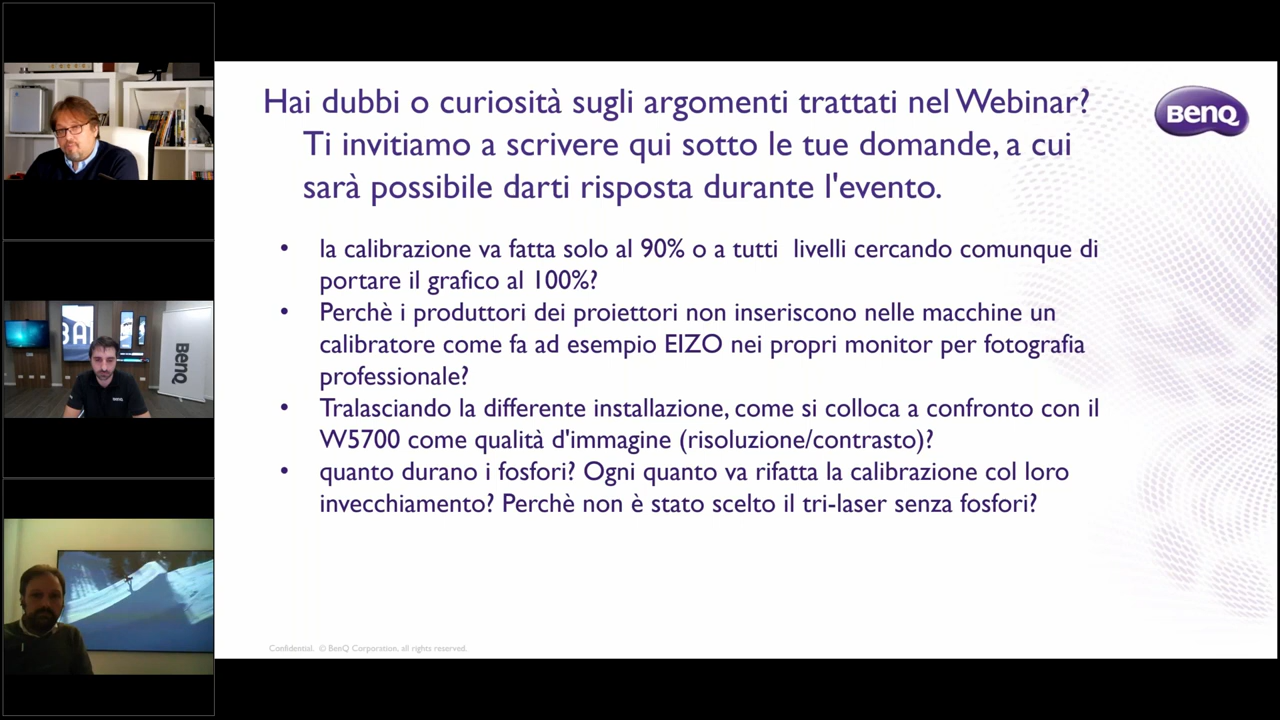 Hai dubbi o curiosità sugli argomenti trattati nel Webinar?
Ti invitiamo a scrivere qui sotto le tue domande, a cui
sarà possibile darti risposta durante l'evento.
BenQ
• la calibrazione va fatta solo al 90% o a tutti  livelli cercando comunque di
portare il grafico al 100%?
• Perchè i produttori dei proiettori non inseriscono nelle macchine un
calibratore come fa ad esempio EIZO nei propri monitor per fotografia
professionale?
• Tralasciando la differente installazione, come si colloca a confronto con il
W5700 come qualità d'immagine (risoluzione/contrasto)?
• quanto durano i fosfori? Ogni quanto va rifatta la calibrazione col loro
invecchiamento? Perchè non è stato scelto il tri-laser senza fosfori?
Confidential. © BenQ Corporation, all rights reserved.
BenQ